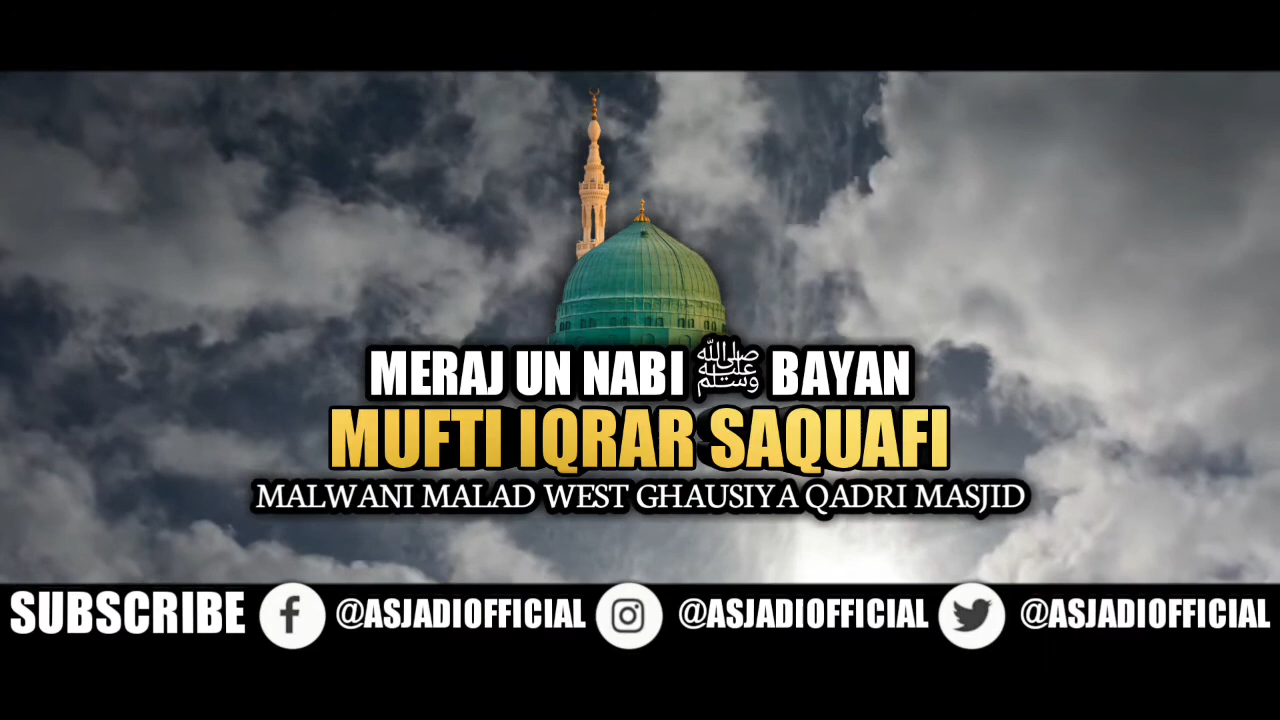 MERAJ UN NABI ﷺ BAYAN
MUFTI IQRAR SAQUAFI
MALWANI MALAD WEST GHAUSIYA QADRI MASJID
SUBSCRIBE @ASJADIOFFICIAL @ASJADIOFFICIAL @ASJADIOFFICIAL